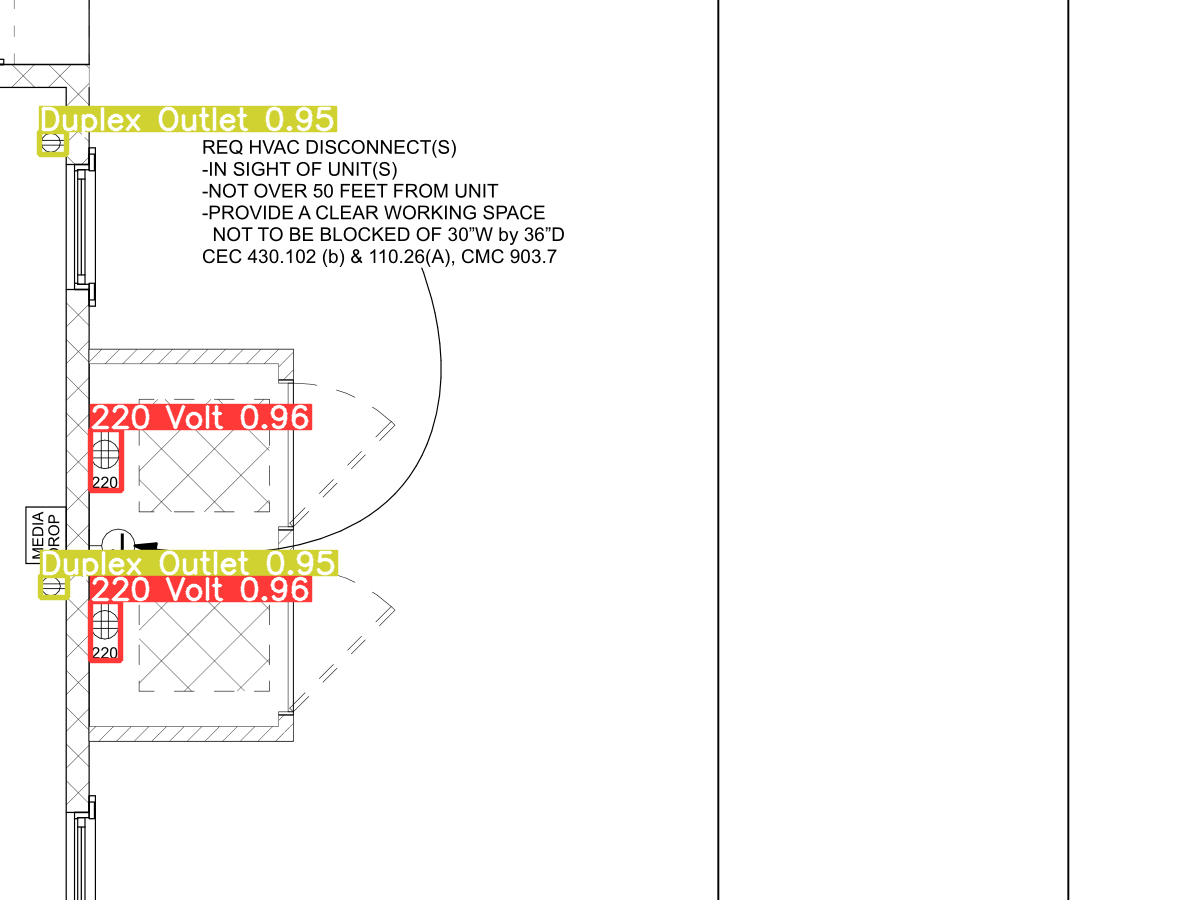 Duplex Outlet 0.95
REQ HVAC DISCONNECT(S)
-IN SIGHT OF UNIT(S)
-NOT OVER 50 FEET FROM UNIT
-PROVIDE A CLEAR WORKING SPACE
NOT TO BE BLOCKED OF 30”W by 36”D
CEC 430.102 (b) & 110.26(A), CMC 903.7
220 Volt 0.96
220
MEDIA
DROP
Duplex Outlet 0.95
220 Volt 0.96
220